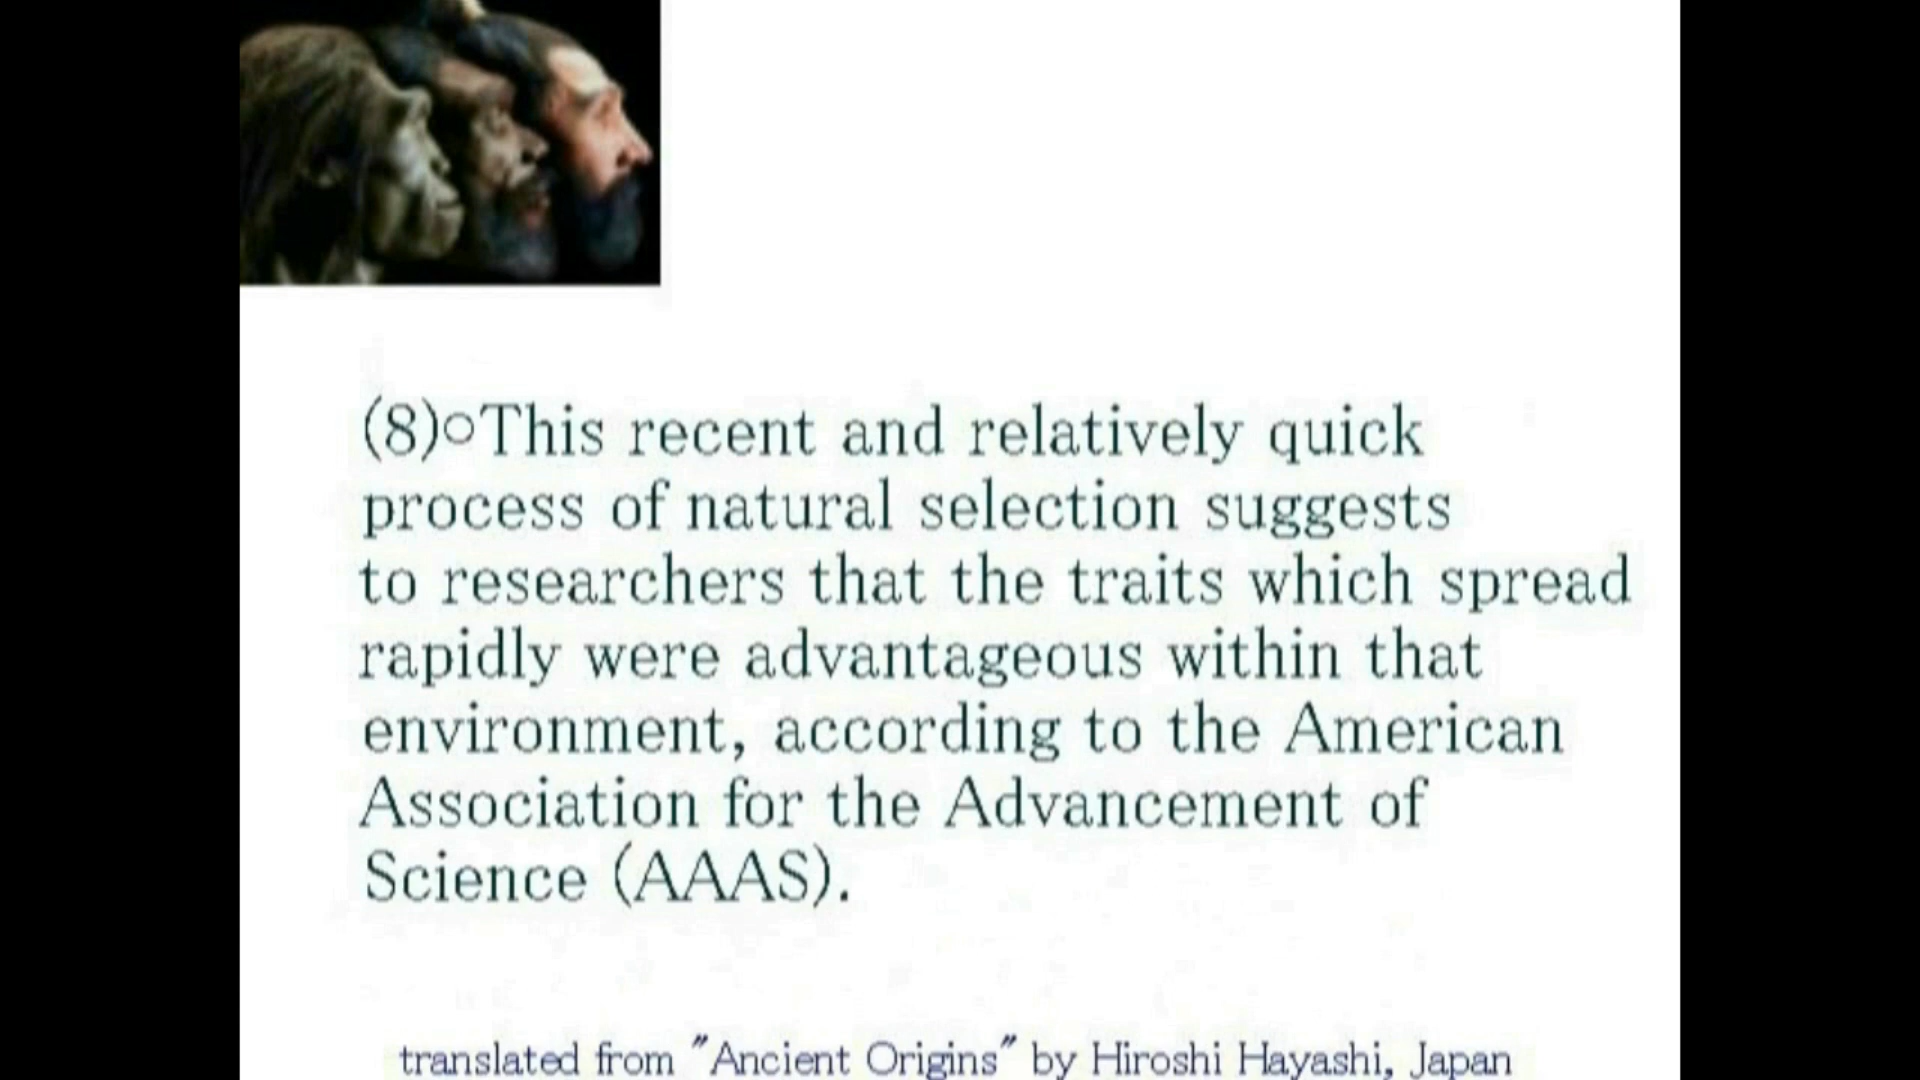 (8)○This recent and relatively quick
process of natural selection suggests
to researchers that the traits which spread
rapidly were advantageous within that
environment, according to the American
Association for the Advancement of
Science (AAAS).
translated from "Ancient Origins" by Hiroshi Hayashi, Japan